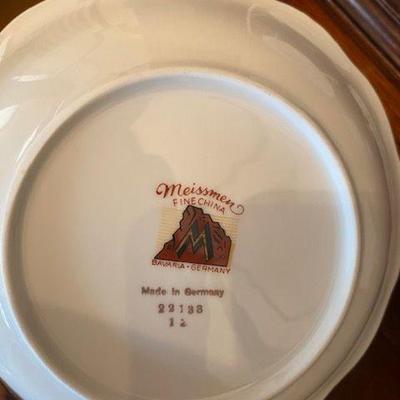 Meissmen
FINE CHINA
M
BAVARIA - GERMANY
Made in Germany
22138
12